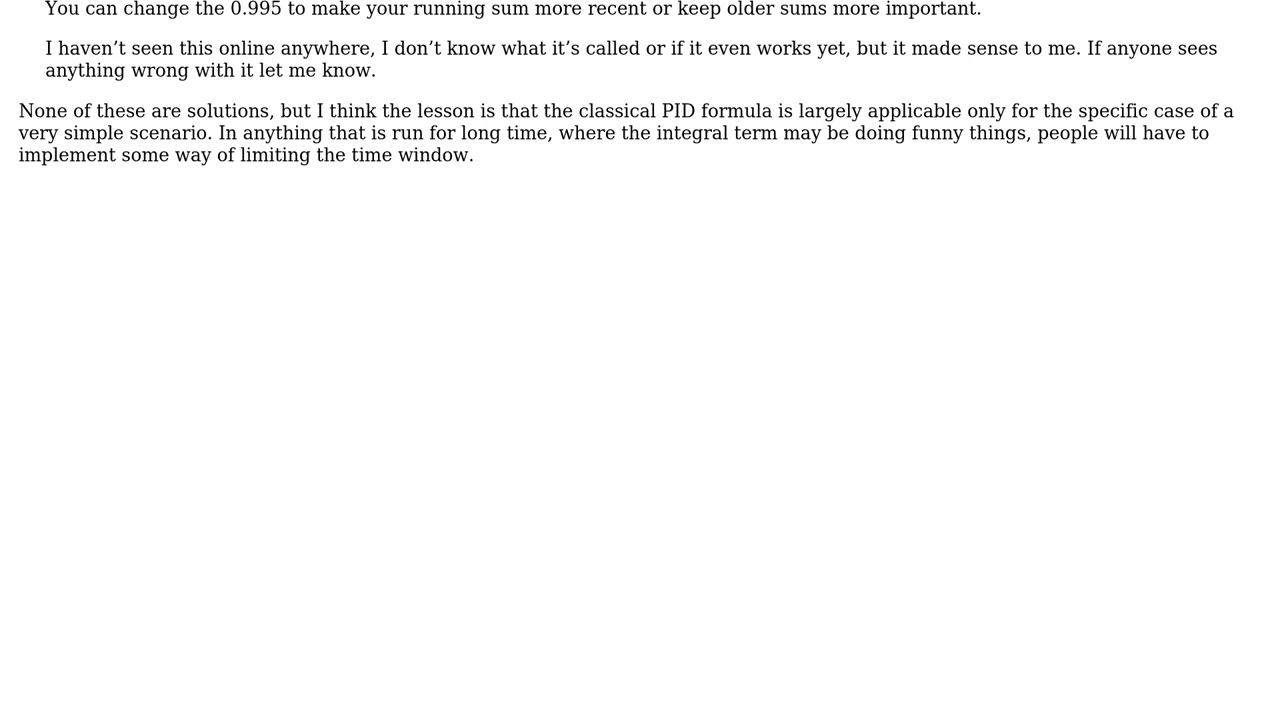 You can change the 0.995 to make your running sum more recent or keep older sums more important.
I haven’t seen this online anywhere, I don’t know what it’s called or if it even works yet, but it made sense to me. If anyone sees
anything wrong with it let me know.
None of these are solutions, but I think the lesson is that the classical PID formula is largely applicable only for the specific case of a
very simple scenario. In anything that is run for long time, where the integral term may be doing funny things, people will have to
implement some way of limiting the time window.